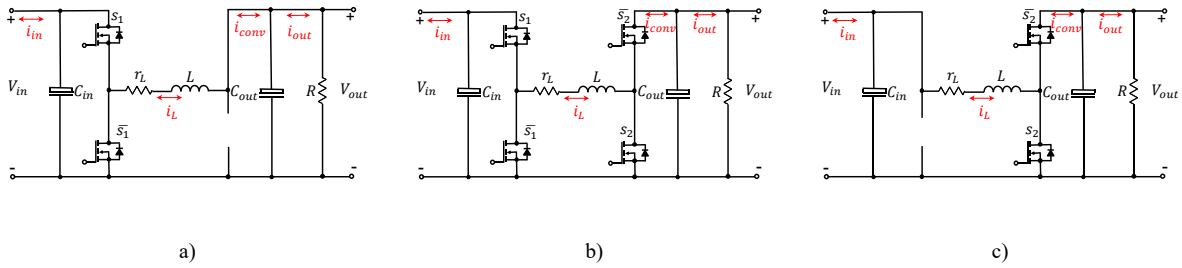 + i_in s_1 i_conv i_out +
V_in C_in r_L L C_out R V_out
i_L
s̅_1
- -
+ i_in s_1 s̅_2 i_conv i_out +
V_in C_in r_L L C_out R V_out
i_L
s̅_1 s_2
- -
+ i_in s̅_2 i_conv i_out +
V_in C_in r_L L C_out R V_out
i_L
s_2
- -
a) b) c)